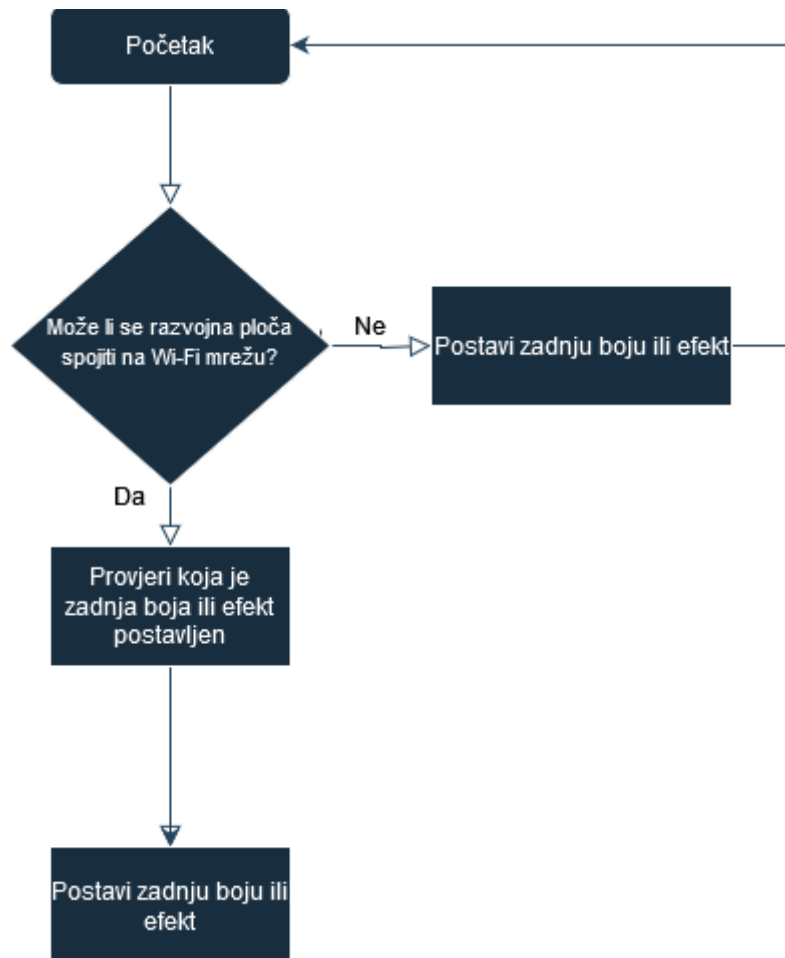 Početak
Može li se razvojna ploča
spojiti na Wi-Fi mrežu?
Ne
Postavi zadnju boju ili efekt
Da
Provjeri koja je
zadnja boja ili efekt
postavljen
Postavi zadnju boju ili
efekt